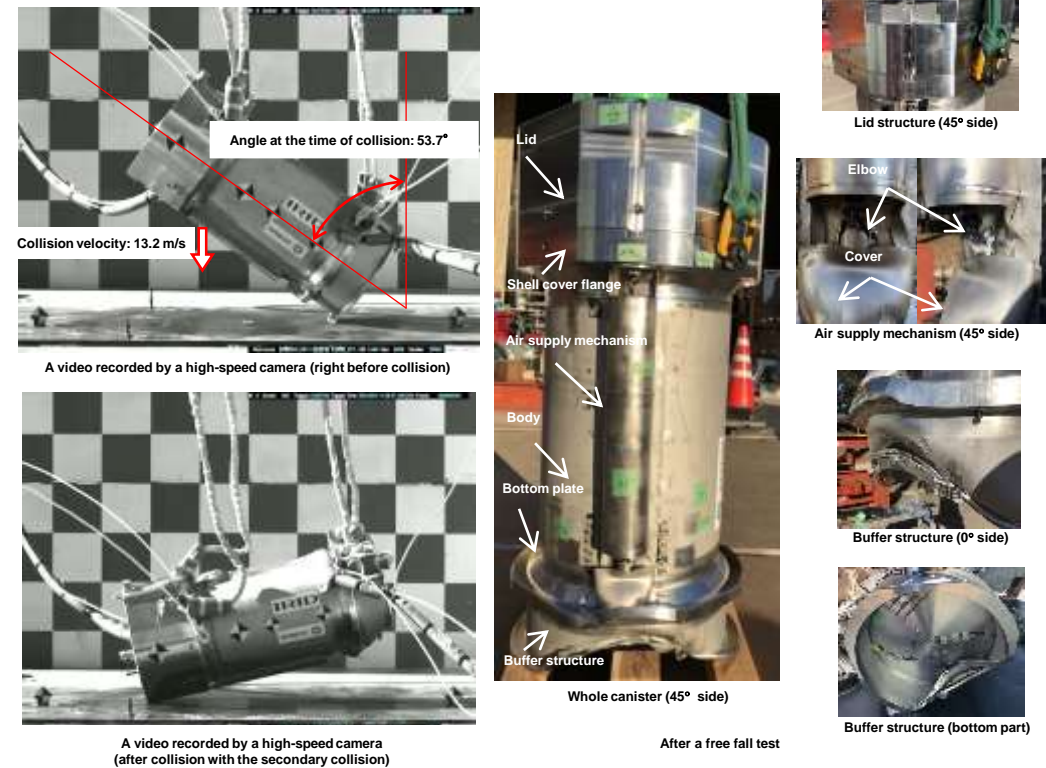 Angle at the time of collision: 53.7°
IRID
Collision velocity: 13.2 m/s
A video recorded by a high-speed camera (right before collision)
IRID
A video recorded by a high-speed camera
(after collision with the secondary collision)
Lid
Shell cover flange
Air supply mechanism
Body
Bottom plate
Buffer structure
Whole canister (45° side)
After a free fall test
Lid structure (45° side)
Elbow
Cover
Air supply mechanism (45° side)
Buffer structure (0° side)
Buffer structure (bottom part)